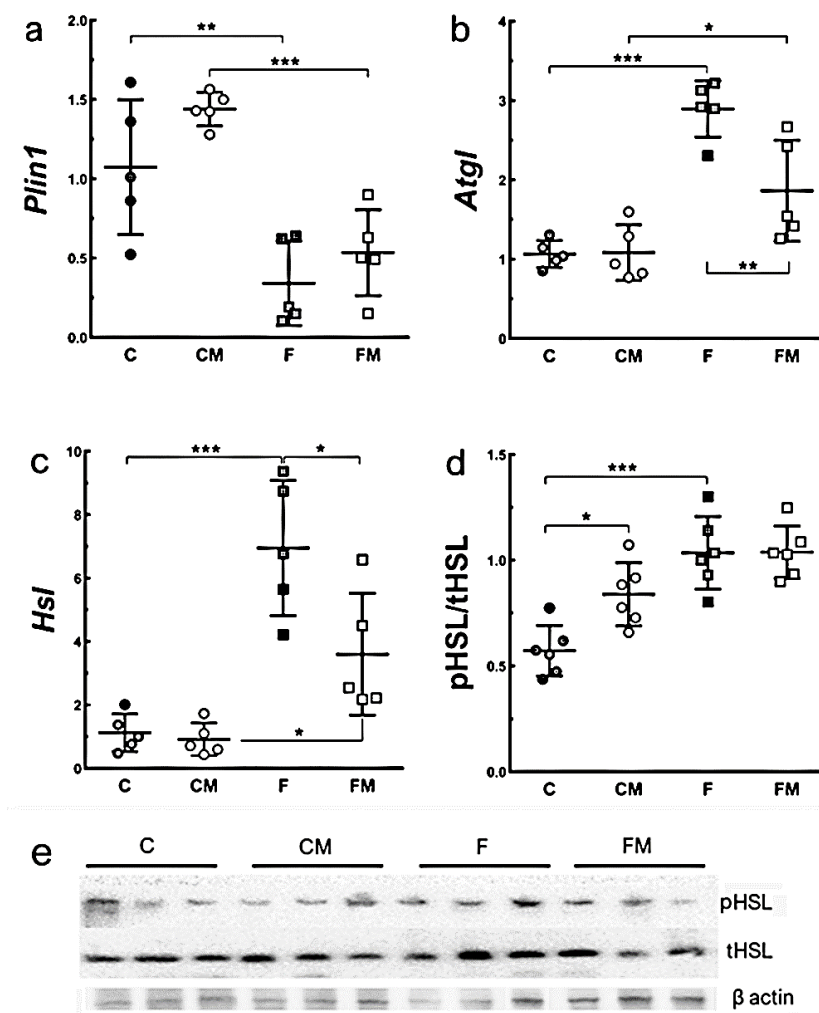 a
b
**
***
Plin1
2.0
1.5
1.0
0.5
0.0
C CM F FM
*
***
**
Atgl
4
3
2
1
0
C CM F FM
c
d
*** *
*
Hsl
10
8
6
4
2
0
C CM F FM
***
*
pHSL/tHSL
1.5
1.0
0.5
0.0
C CM F FM
e
C CM F FM
pHSL
tHSL
β actin